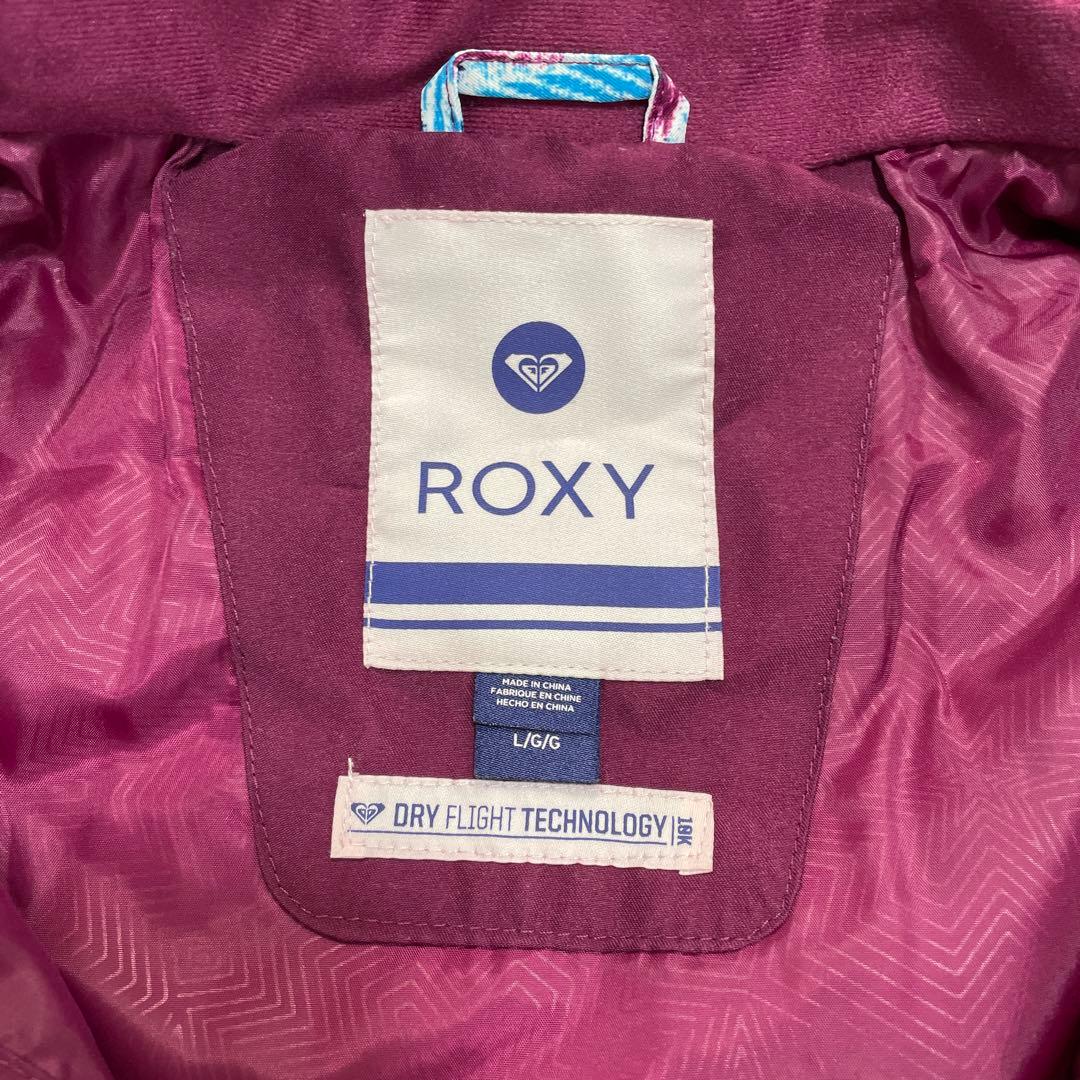 ROXY
MADE IN CHINA
FABRIQUE EN CHINE
HECHO EN CHINA
L/G/G
DRY FLIGHT TECHNOLOGY 10K